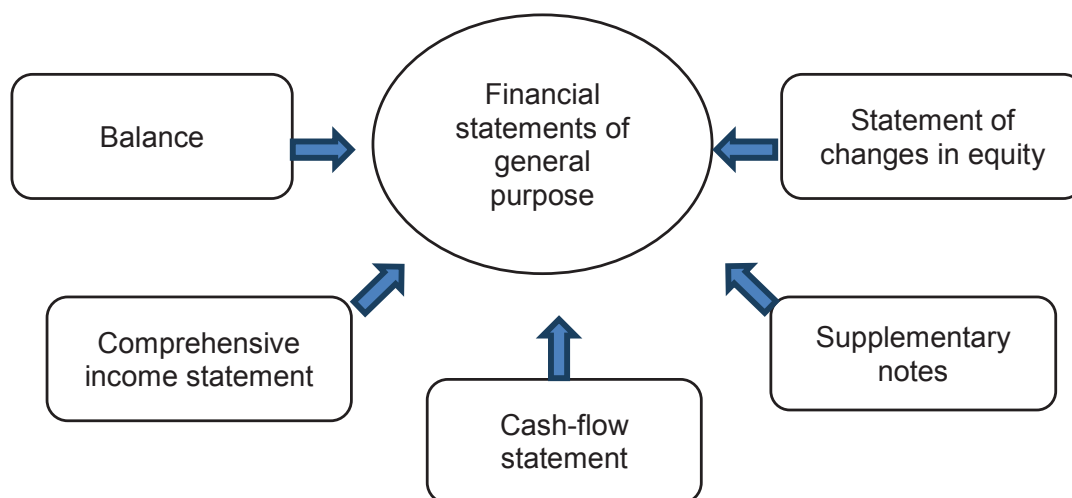 Financial
statements of
general
purpose
Balance
Statement of
changes in equity
Comprehensive
income statement
Supplementary
notes
Cash-flow
statement